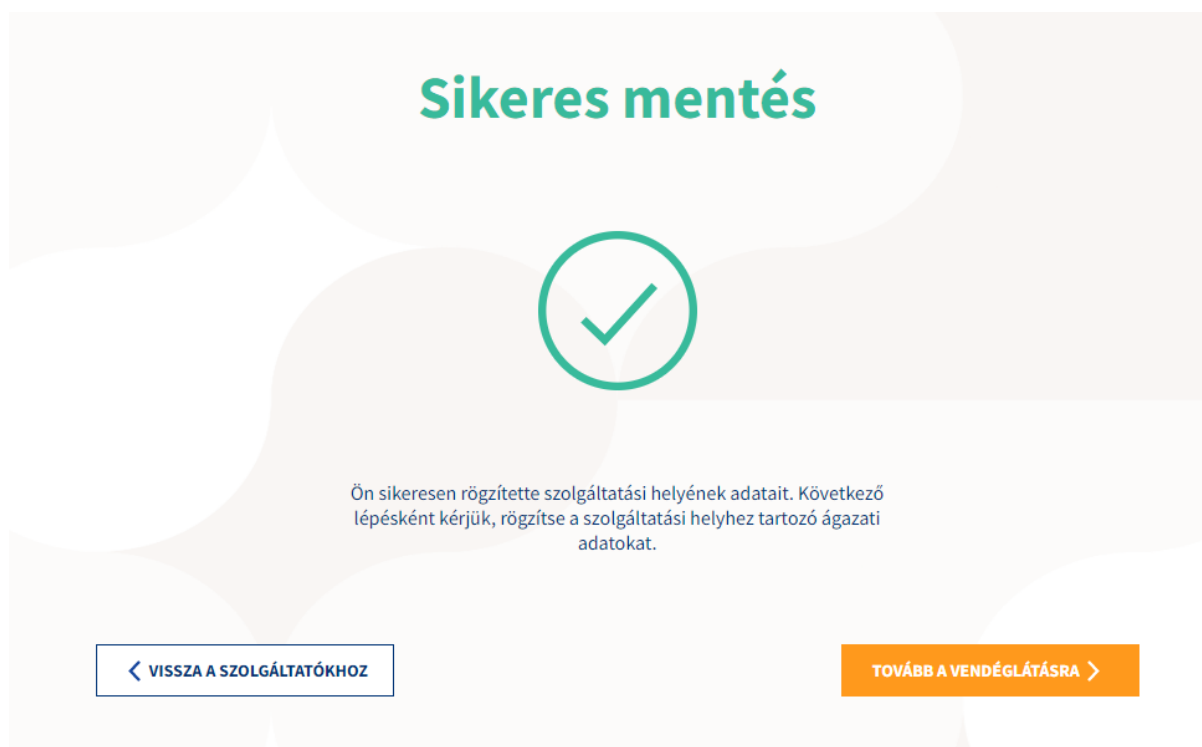 Sikeres mentés
Ön sikeresen rögzítette szolgáltatási helyének adatait. Következő
lépésként kérjük, rögzítse a szolgáltatási helyhez tartozó ágazati
adatokat.
VISSZA A SZOLGÁLTATÓKHOZ
TOVÁBB A VENDÉGLÁTÁSRA